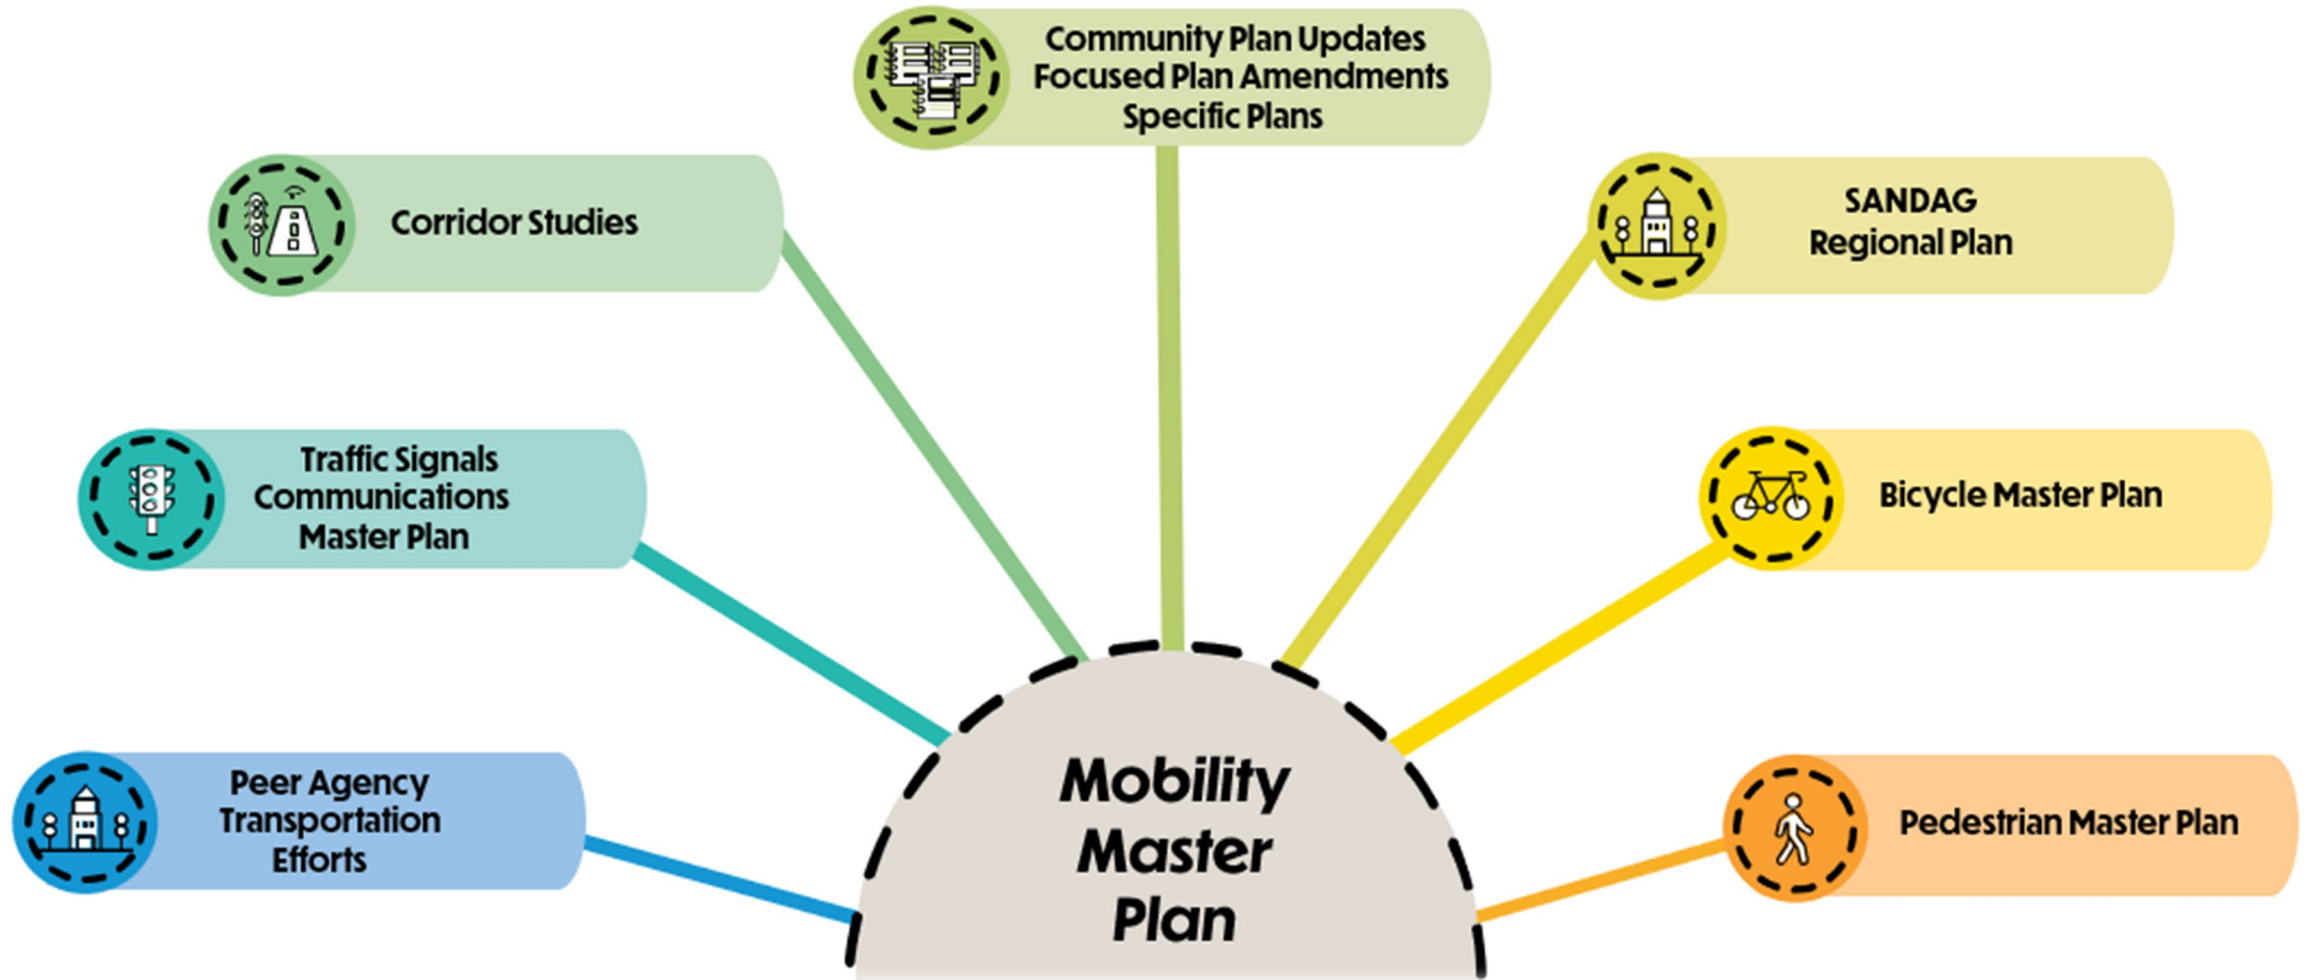 Community Plan Updates
Focused Plan Amendments
Specific Plans
Corridor Studies
SANDAG
Regional Plan
Traffic Signals
Communications
Master Plan
Bicycle Master Plan
Peer Agency
Transportation
Efforts
Pedestrian Master Plan
Mobility
Master
Plan